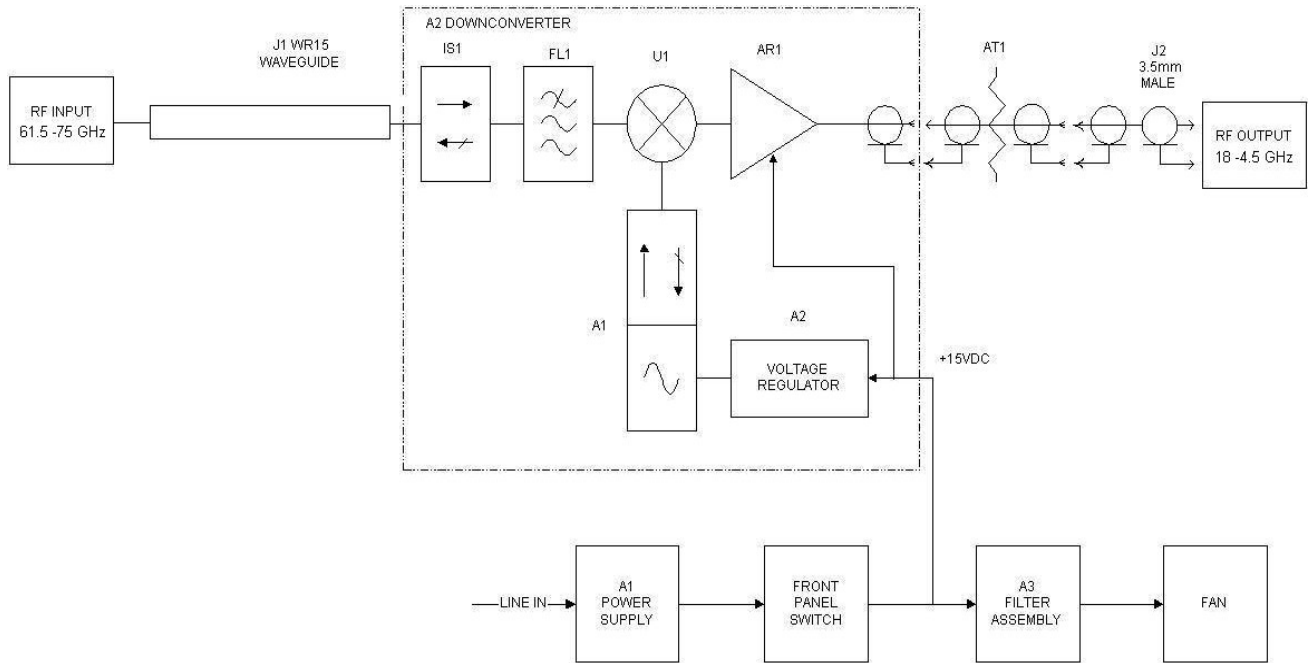 A2 DOWNCONVERTER
J1 WR15
WAVEGUIDE
IS1
FL1
U1
AR1
AT1
J2
3.5mm
MALE
RF INPUT
61.5 -75 GHz
RF OUTPUT
18 -4.5 GHz
A1
A2
VOLTAGE
REGULATOR
+15VDC
LINE IN
A1
POWER
SUPPLY
FRONT
PANEL
SWITCH
A3
FILTER
ASSEMBLY
FAN